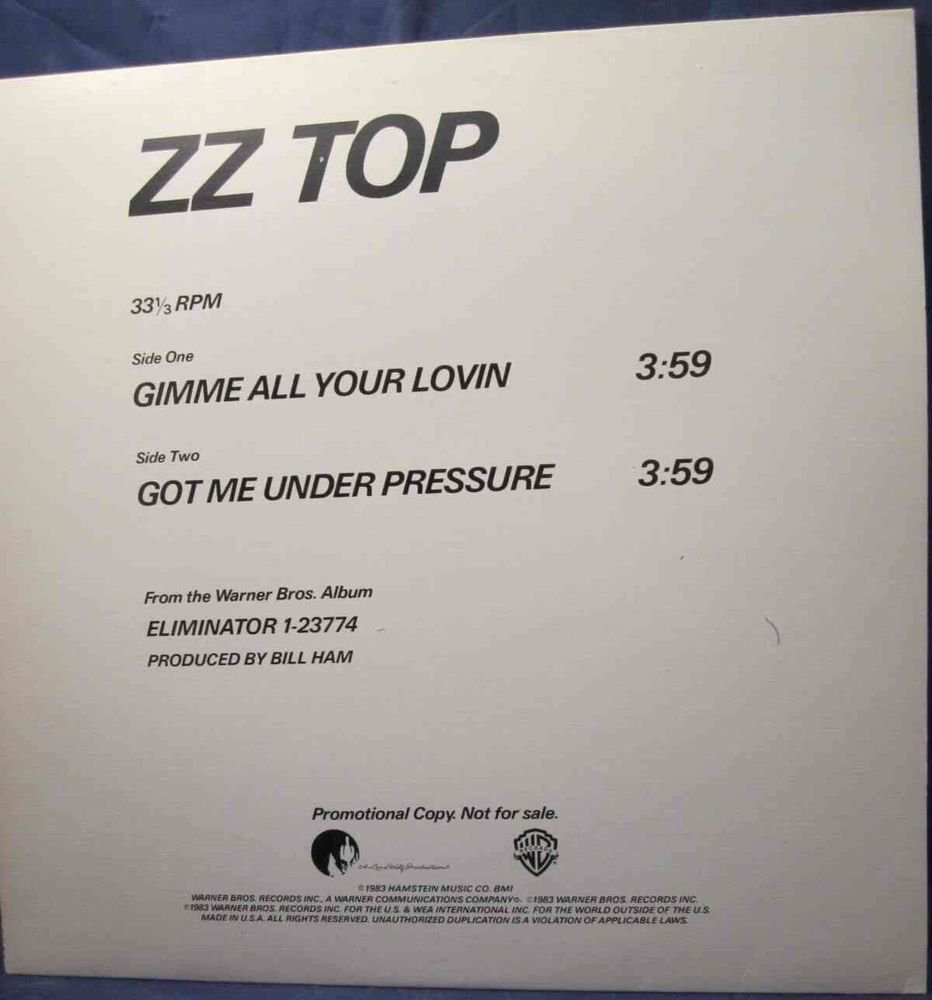 ZZ TOP
33⅓ RPM
Side One
GIMME ALL YOUR LOVIN 3:59
Side Two
GOT ME UNDER PRESSURE 3:59
From the Warner Bros. Album
ELIMINATOR 1-23774
PRODUCED BY BILL HAM
Promotional Copy. Not for sale.
© 1983 HAMSTEIN MUSIC CO. BMI
WARNER BROS. RECORDS INC., A WARNER COMMUNICATIONS COMPANY ©1983 WARNER BROS. RECORDS INC.
℗1983 WARNER BROS. RECORDS INC. FOR THE U.S. & WEA INTERNATIONAL INC. FOR THE WORLD OUTSIDE OF THE U.S.
MADE IN U.S.A. ALL RIGHTS RESERVED. UNAUTHORIZED DUPLICATION IS A VIOLATION OF APPLICABLE LAWS.